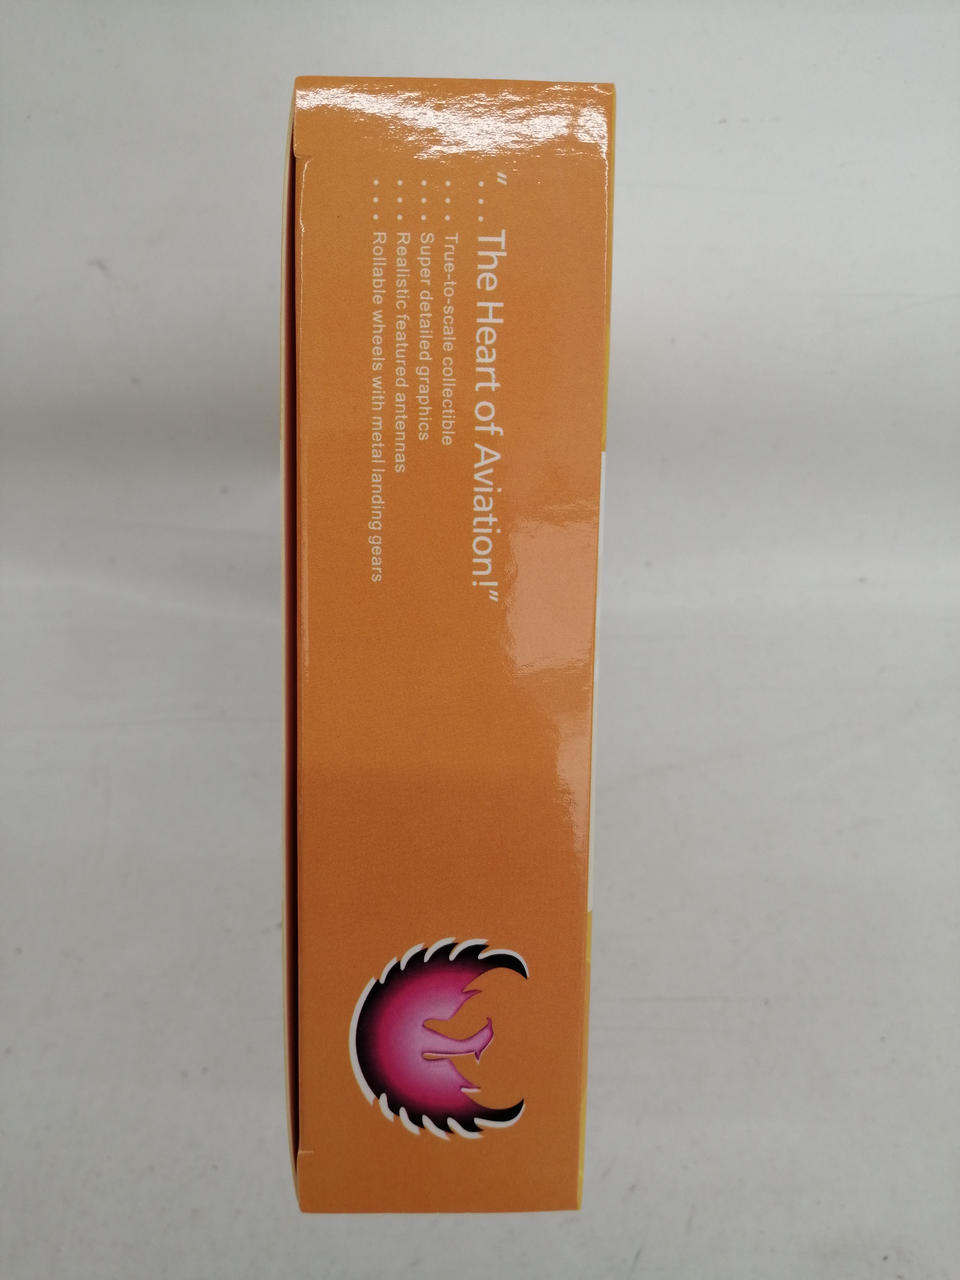 “... The Heart of Aviation!”
... True-to-scale collectible
... Super detailed graphics
... Realistic featured antennas
... Rollable wheels with metal landing gears